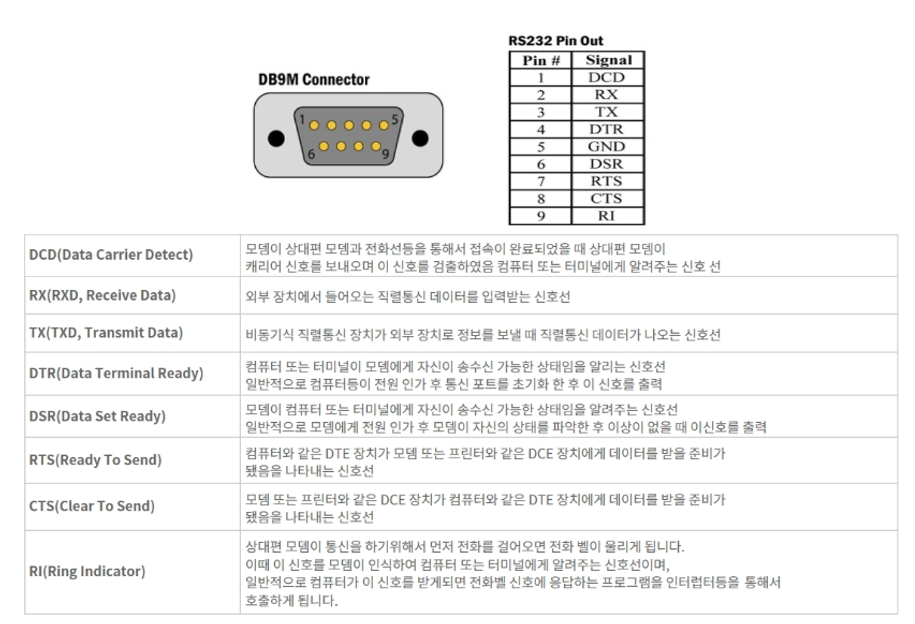 RS232 Pin Out
Pin # Signal
1 DCD
2 RX
3 TX
4 DTR
5 GND
6 DSR
7 RTS
8 CTS
9 RI
DB9M Connector
1 5
6 9
DCD(Data Carrier Detect)
모뎀이 상대편 모뎀과 전화선등을 통해서 접속이 완료되었을 때 상대편 모뎀이
캐리어 신호를 보내오며 이 신호를 검출하였음 컴퓨터 또는 터미널에게 알려주는 신호 선
RX(RXD, Receive Data)
외부 장치에서 들어오는 직렬통신 데이터를 입력받는 신호선
TX(TXD, Transmit Data)
비동기식 직렬통신 장치가 외부 장치로 정보를 보낼 때 직렬통신 데이터가 나오는 신호선
DTR(Data Terminal Ready)
컴퓨터 또는 터미널이 모뎀에게 자신이 송수신 가능한 상태임을 알리는 신호선
일반적으로 컴퓨터등이 전원 인가 후 통신 포트를 초기화 한 후 이 신호를 출력
DSR(Data Set Ready)
모뎀이 컴퓨터 또는 터미널에게 자신이 송수신 가능한 상태임을 알려주는 신호선
일반적으로 모뎀에게 전원 인가 후 모뎀이 자신의 상태를 파악한 후 이상이 없을 때 이신호를 출력
RTS(Ready To Send)
컴퓨터와 같은 DTE 장치가 모뎀 또는 프린터와 같은 DCE 장치에게 데이터를 받을 준비가
됐음을 나타내는 신호선
CTS(Clear To Send)
모뎀 또는 프린터와 같은 DCE 장치가 컴퓨터와 같은 DTE 장치에게 데이터를 받을 준비가
됐음을 나타내는 신호선
RI(Ring Indicator)
상대편 모뎀이 통신을 하기위해서 먼저 전화를 걸어오면 전화 벨이 울리게 됩니다.
이때 이 신호를 모뎀이 인식하여 컴퓨터 또는 터미널에게 알려주는 신호선이며,
일반적으로 컴퓨터가 이 신호를 받게되면 전화벨 신호에 응답하는 프로그램을 인터럽터등을 통해서
호출하게 됩니다.